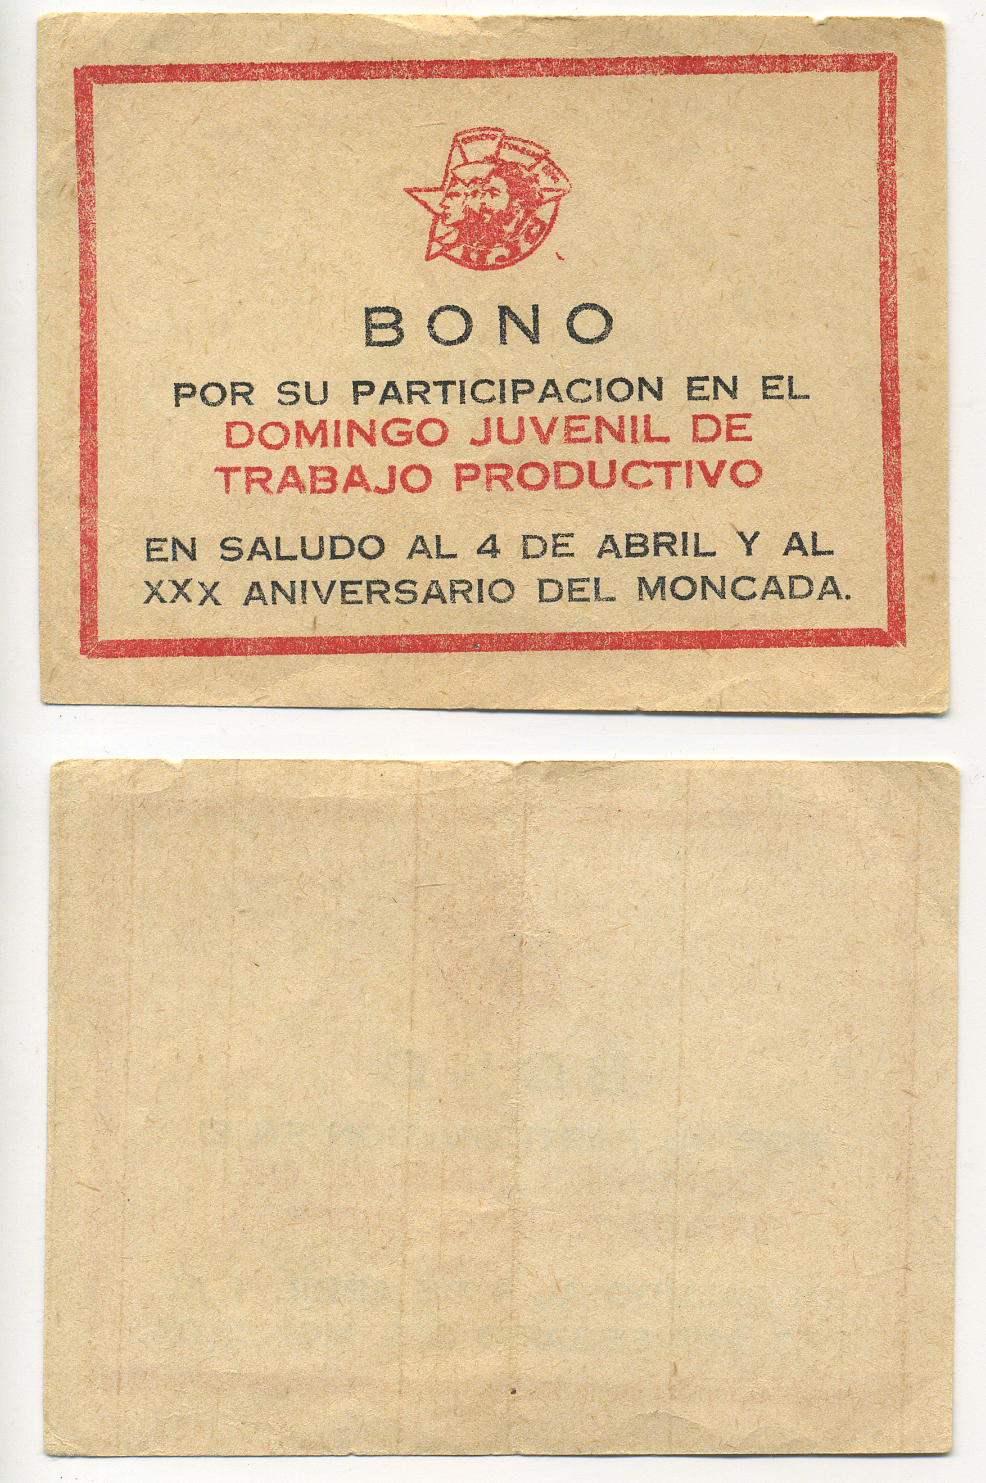 UJC
BONO
POR SU PARTICIPACION EN EL
DOMINGO JUVENIL DE
TRABAJO PRODUCTIVO
EN SALUDO AL 4 DE ABRIL Y AL
XXX ANIVERSARIO DEL MONCADA.